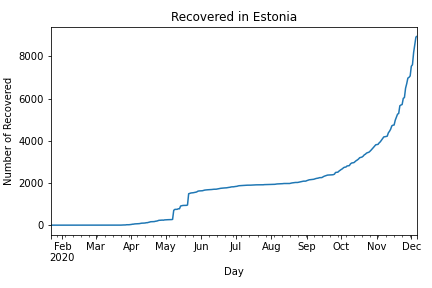 Recovered in Estonia
Number of Recovered
8000
6000
4000
2000
0
Feb Mar Apr May Jun Jul Aug Sep Oct Nov Dec
2020
Day